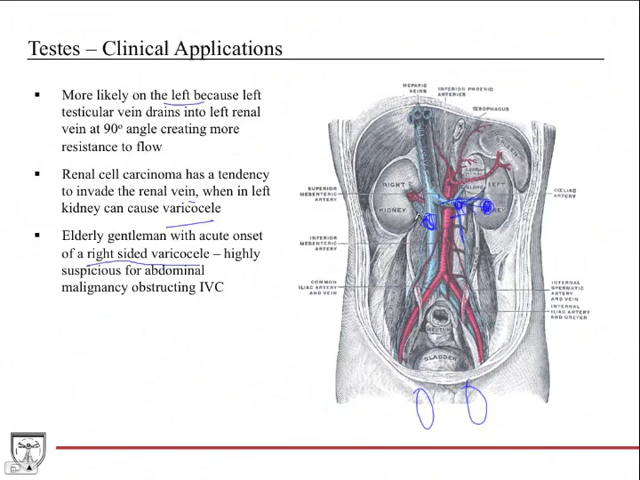 Testes – Clinical Applications
▪ More likely on the left because left
testicular vein drains into left renal
vein at 90º angle creating more
resistance to flow
▪ Renal cell carcinoma has a tendency
to invade the renal vein, when in left
kidney can cause varicocele
▪ Elderly gentleman with acute onset
of a right sided varicocele – highly
suspicious for abdominal
malignancy obstructing IVC
HEPATIC
VEINS
INFERIOR PHRENIC
ARTERIES
ŒSOPHAGUS
SPLEEN
RIGHT
KIDNEY
LEFT
SUPERIOR
MESENTERIC
ARTERY
CŒLIAC
ARTERY
INFERIOR
MESENTERIC
ARTERY
COMMON
ILIAC ARTERY
AND VEIN
INTERNAL
SPERMATIC
ARTERY
AND VEIN
INTERNAL
ILIAC ARTERY
AND URETER
RECTUM
BLADDER